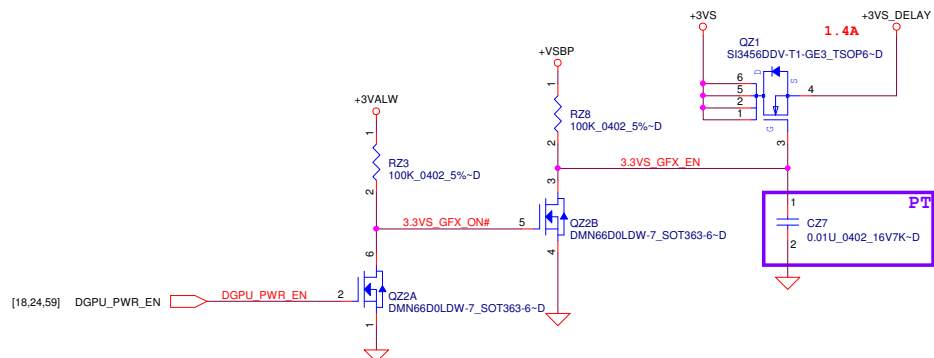 +3VS
+3VS_DELAY
1.4A
QZ1
SI3456DDV-T1-GE3_TSOP6~D
+VSBP
D
S
6
5
2
1
4
G
3
1
+3VALW
RZ8
100K_0402_5%~D
2
1
RZ3
100K_0402_5%~D
2
3.3VS_GFX_EN
3
PT
1
CZ7
0.01U_0402_16V7K~D
2
3.3VS_GFX_ON#
5
QZ2B
DMN66D0LDW-7_SOT363-6~D
4
6
[18,24,59]
DGPU_PWR_EN
DGPU_PWR_EN
2
QZ2A
DMN66D0LDW-7_SOT363-6~D
1